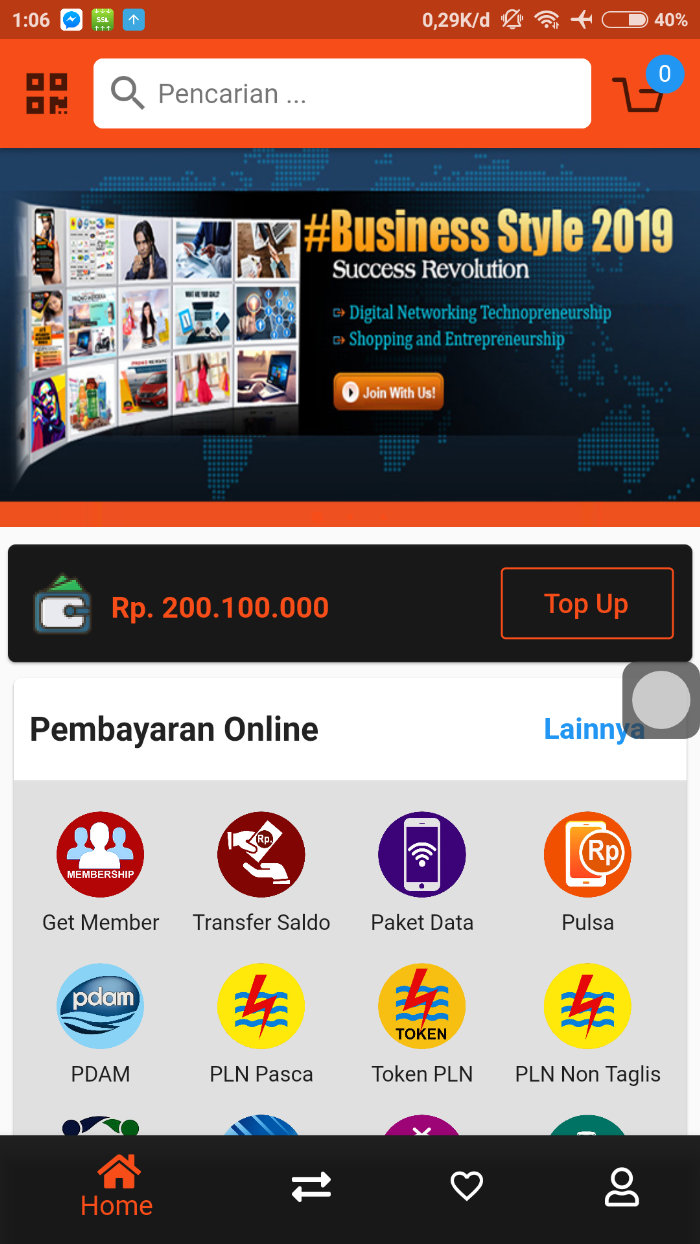 1:06
SSL
0,29K/d
40%
Pencarian ...
0
#Business Style 2019
Success Revolution
Digital Networking Technopreneurship
Shopping and Entrepreneurship
Join With Us!
Rp. 200.100.000
Top Up
Pembayaran Online
Lainnya
MEMBERSHIP
Rp.
Rp
Get Member
Transfer Saldo
Paket Data
Pulsa
pdam
TOKEN
PDAM
PLN Pasca
Token PLN
PLN Non Taglis
Home